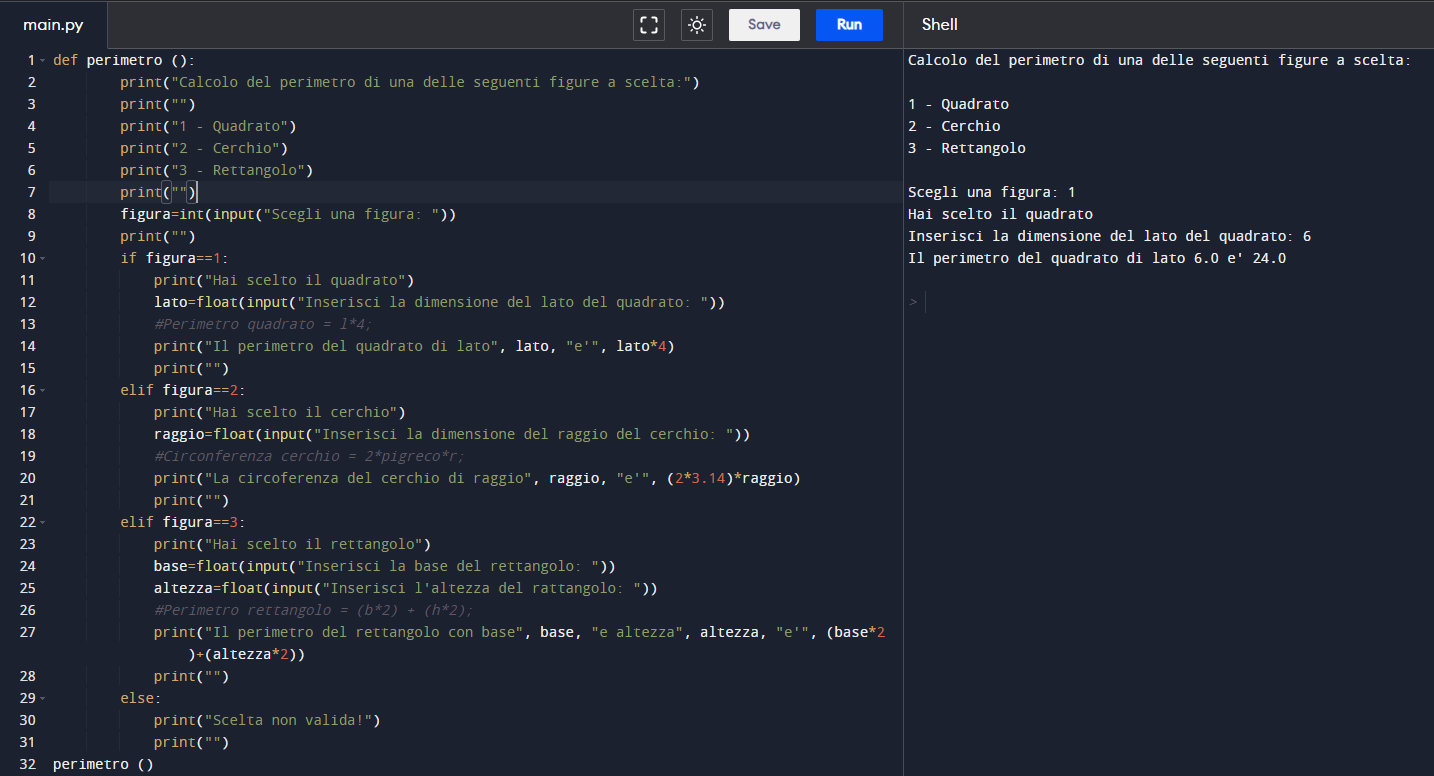 main.py
Save
Run
Shell
1 def perimetro ():
2 print("Calcolo del perimetro di una delle seguenti figure a scelta:")
3 print("")
4 print("1 - Quadrato")
5 print("2 - Cerchio")
6 print("3 - Rettangolo")
7 print("")
8 figura=int(input("Scegli una figura: "))
9 print("")
10 if figura==1:
11 print("Hai scelto il quadrato")
12 lato=float(input("Inserisci la dimensione del lato del quadrato: "))
13 #Perimetro quadrato = l*4;
14 print("Il perimetro del quadrato di lato", lato, "e'", lato*4)
15 print("")
16 elif figura==2:
17 print("Hai scelto il cerchio")
18 raggio=float(input("Inserisci la dimensione del raggio del cerchio: "))
19 #Circonferenza cerchio = 2*pigreco*r;
20 print("La circoferenza del cerchio di raggio", raggio, "e'", (2*3.14)*raggio)
21 print("")
22 elif figura==3:
23 print("Hai scelto il rettangolo")
24 base=float(input("Inserisci la base del rettangolo: "))
25 altezza=float(input("Inserisci l'altezza del rattangolo: "))
26 #Perimetro rettangolo = (b*2) + (h*2);
27 print("Il perimetro del rettangolo con base", base, "e altezza", altezza, "e'", (base*2
)+(altezza*2))
28 print("")
29 else:
30 print("Scelta non valida!")
31 print("")
32 perimetro ()
Calcolo del perimetro di una delle seguenti figure a scelta:
1 - Quadrato
2 - Cerchio
3 - Rettangolo
Scegli una figura: 1
Hai scelto il quadrato
Inserisci la dimensione del lato del quadrato: 6
Il perimetro del quadrato di lato 6.0 e' 24.0
>